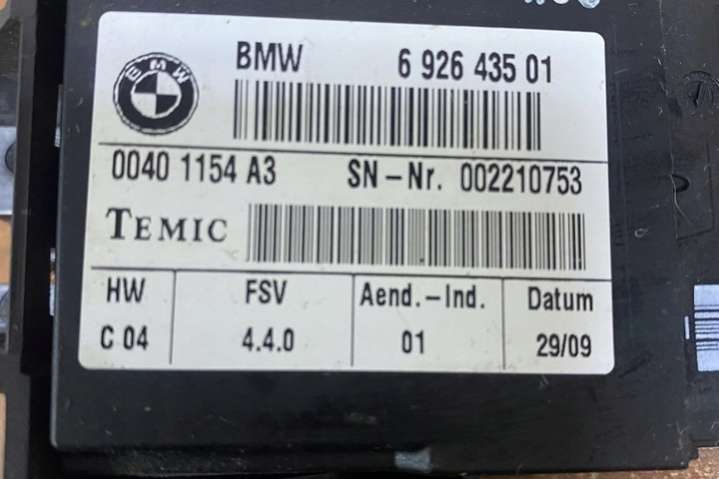 BMW 6 926 435 01
BMW
0040 1154 A3 SN-Nr. 002210753
TEMIC
HW FSV Aend.-Ind. Datum
C 04 4.4.0 01 29/09